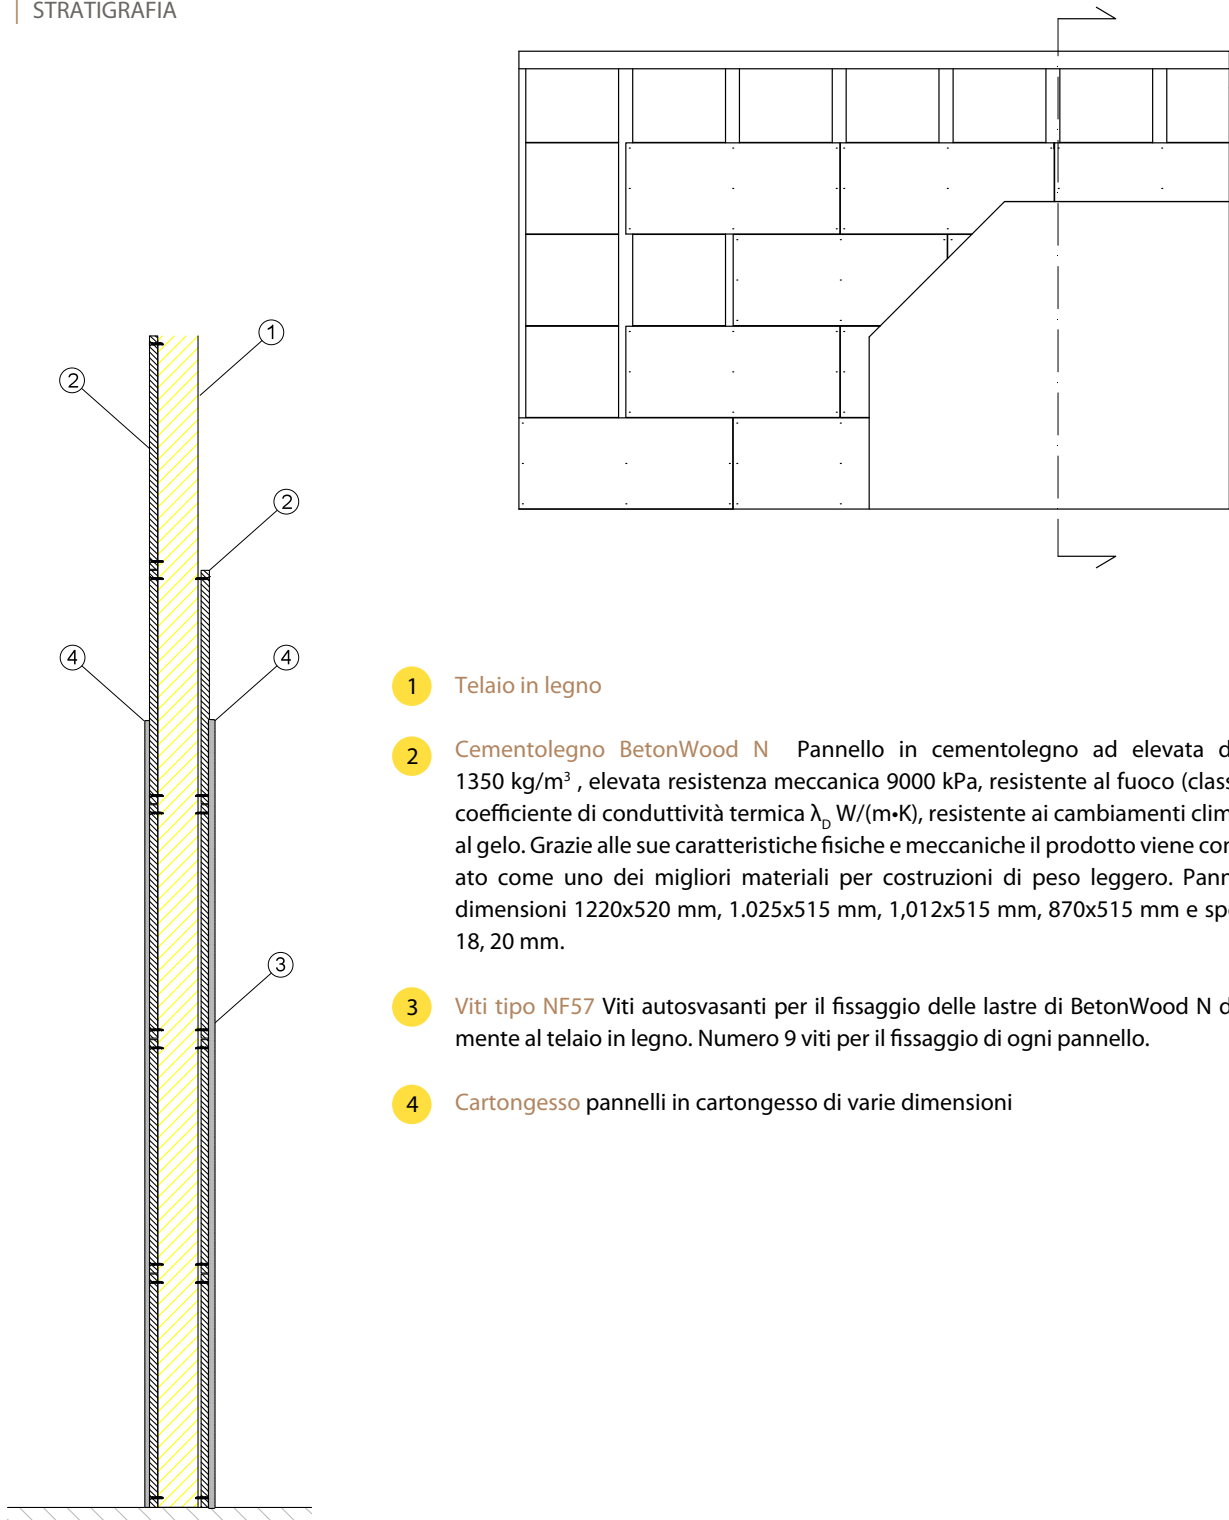 STRATIGRAFIA
1
2
2
4
4
3
1 Telaio in legno
2 Cementolegno BetonWood N Pannello in cementolegno ad elevata
1350 kg/m³ , elevata resistenza meccanica 9000 kPa, resistente al fuoco (class
coefficiente di conduttività termica λD W/(m•K), resistente ai cambiamenti clim
al gelo. Grazie alle sue caratteristiche fisiche e meccaniche il prodotto viene con
ato come uno dei migliori materiali per costruzioni di peso leggero. Pann
dimensioni 1220x520 mm, 1.025x515 mm, 1,012x515 mm, 870x515 mm e spe
18, 20 mm.
3 Viti tipo NF57 Viti autosvasanti per il fissaggio delle lastre di BetonWood N d
mente al telaio in legno. Numero 9 viti per il fissaggio di ogni pannello.
4 Cartongesso pannelli in cartongesso di varie dimensioni